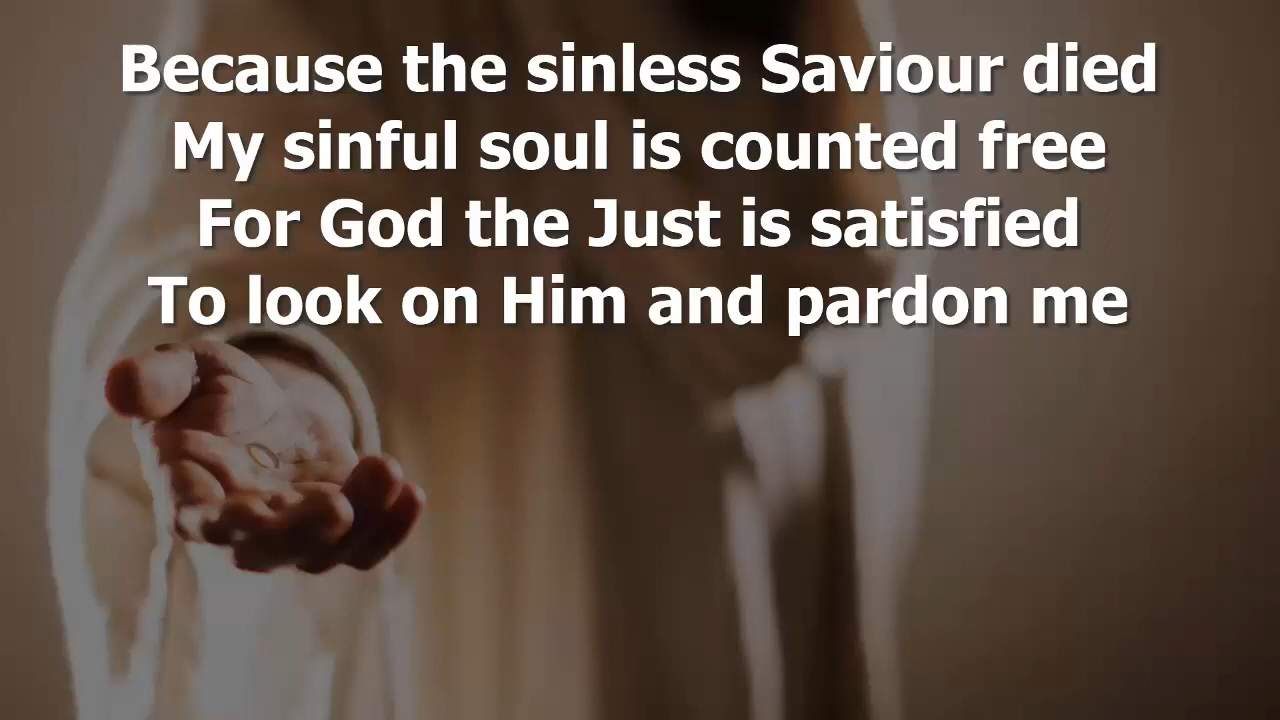 Because the sinless Saviour died
My sinful soul is counted free
For God the Just is satisfied
To look on Him and pardon me